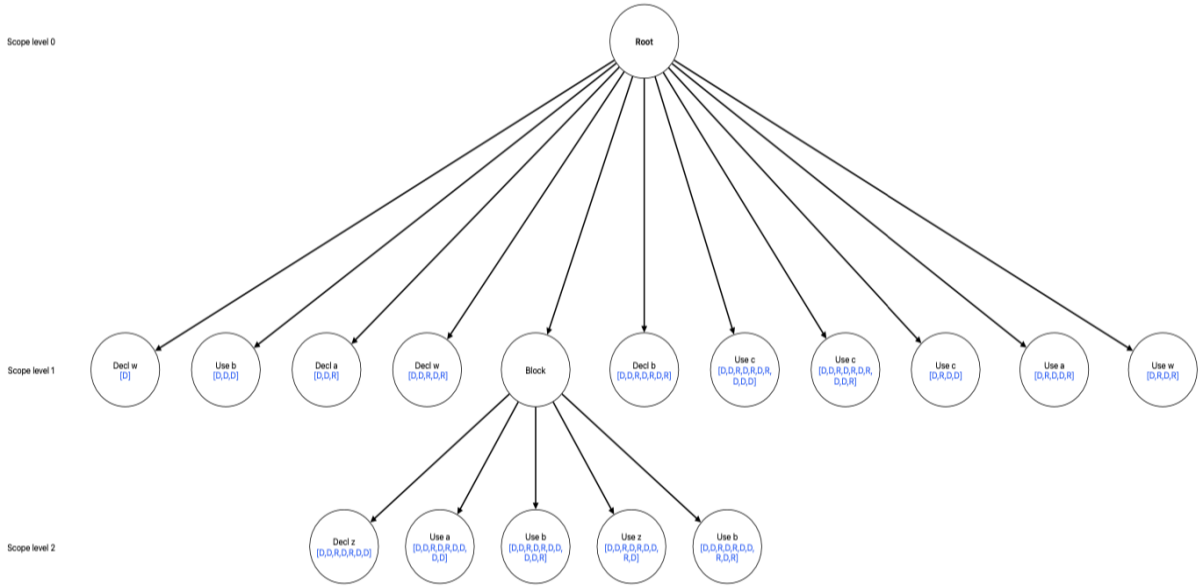 Scope level 0
Root
Scope level 1
Decl w
[D]
Use b
[D,D,D]
Decl a
[D,D,R]
Decl w
[D,D,R,D,R]
Block
Decl b
[D,D,R,D,R,D,R]
Use c
[D,D,R,D,R,D,R,
D,D,D]
Use c
[D,D,R,D,R,D,R,
D,D,R]
Use c
[D,R,D,D]
Use a
[D,R,D,D,R]
Use w
[D,R,D,R]
Scope level 2
Decl z
[D,D,R,D,R,D,D]
Use a
[D,D,R,D,R,D,D,
D,D]
Use b
[D,D,R,D,R,D,D,
D,D,R]
Use z
[D,D,R,D,R,D,D,
R,D]
Use b
[D,D,R,D,R,D,D,
R,D,R]